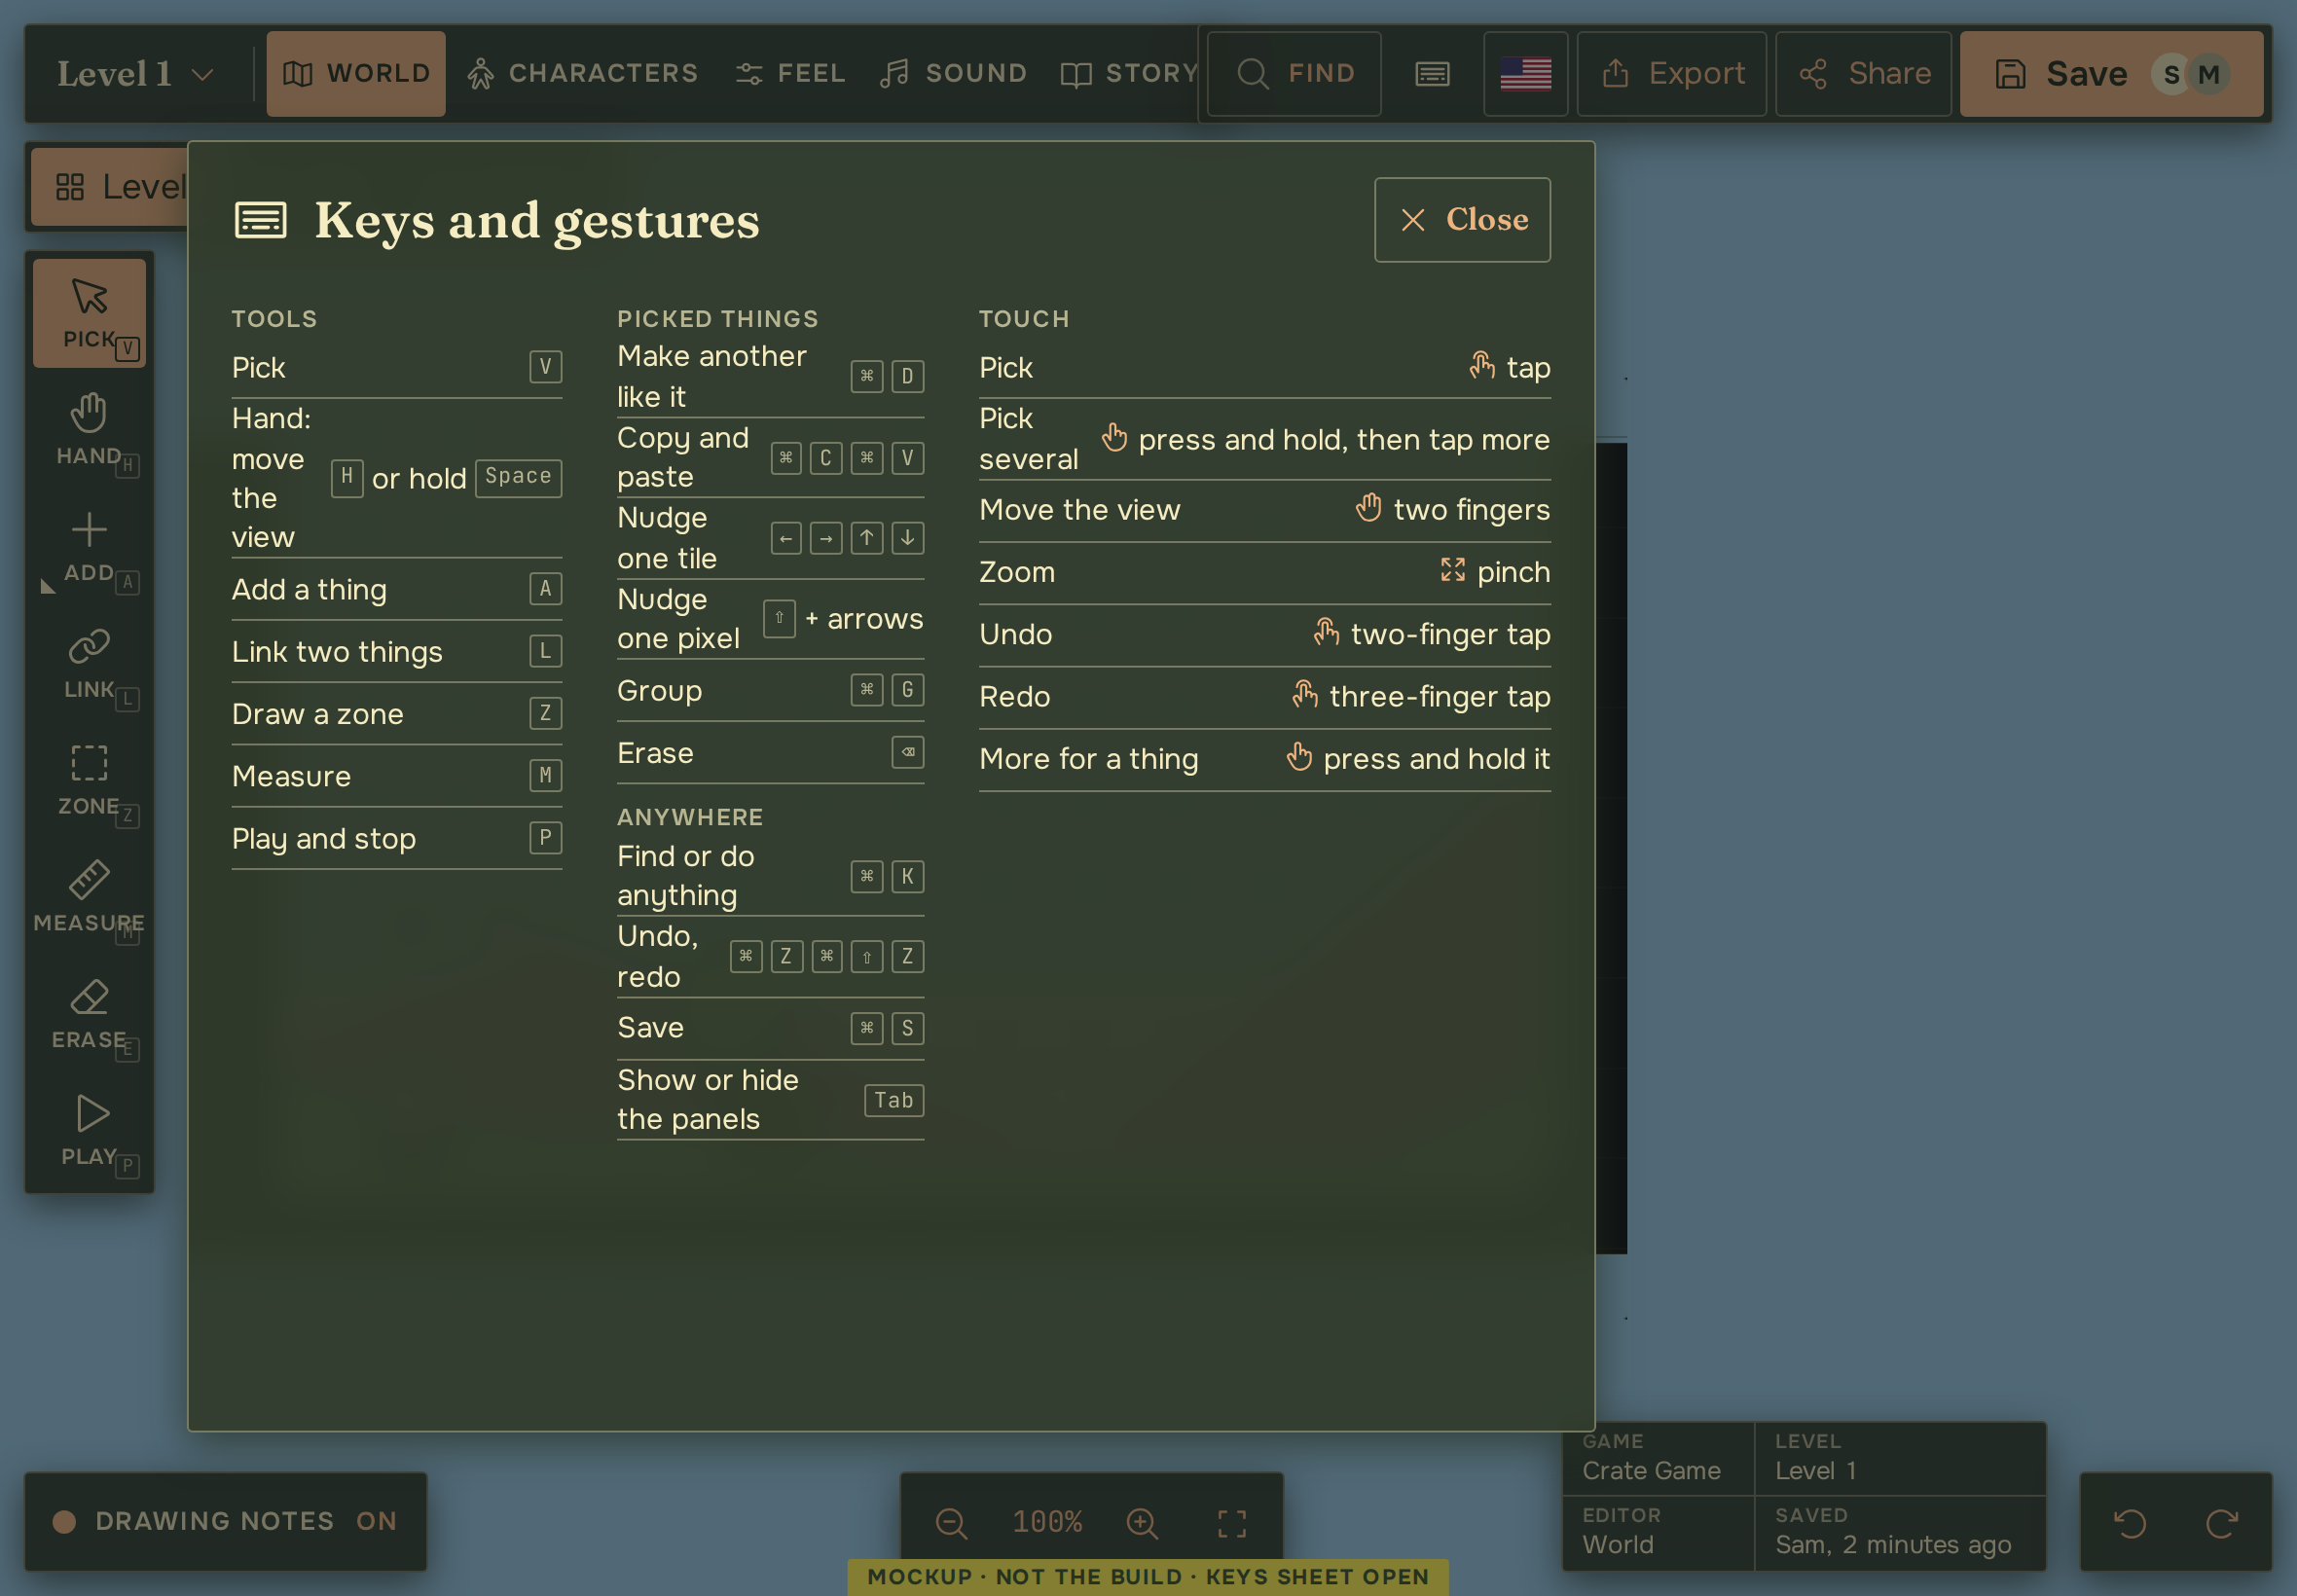 Level 1
WORLD
CHARACTERS
FEEL
SOUND
STORY
FIND
Export
Share
Save
S
M
Level
PICK
V
HAND
H
ADD
A
LINK
L
ZONE
Z
MEASURE
M
ERASE
E
PLAY
P
Keys and gestures
Close
TOOLS
Pick
V
Hand:
move
the
view
H or hold Space
Add a thing
A
Link two things
L
Draw a zone
Z
Measure
M
Play and stop
P
PICKED THINGS
Make another
like it
⌘ D
Copy and
paste
⌘ C ⌘ V
Nudge
one tile
← → ↑ ↓
Nudge
one pixel
⇧ + arrows
Group
⌘ G
Erase
⌫
ANYWHERE
Find or do
anything
⌘ K
Undo,
redo
⌘ Z ⌘ ⇧ Z
Save
⌘ S
Show or hide
the panels
Tab
TOUCH
Pick
tap
Pick
several
press and hold, then tap more
Move the view
two fingers
Zoom
pinch
Undo
two-finger tap
Redo
three-finger tap
More for a thing
press and hold it
DRAWING NOTES ON
100%
GAME
Crate Game
LEVEL
Level 1
EDITOR
World
SAVED
Sam, 2 minutes ago
MOCKUP · NOT THE BUILD · KEYS SHEET OPEN